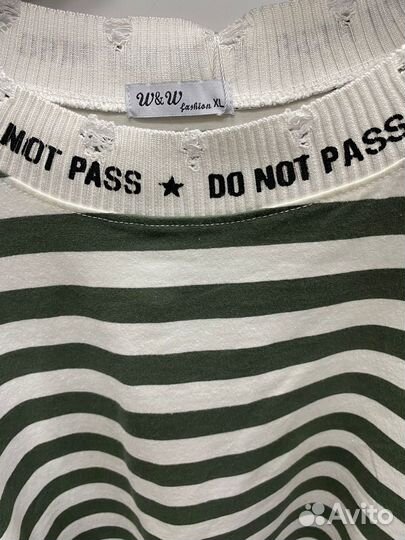 W&W
fashion XL
NOT PASS ★ DO NOT PASS
Avito